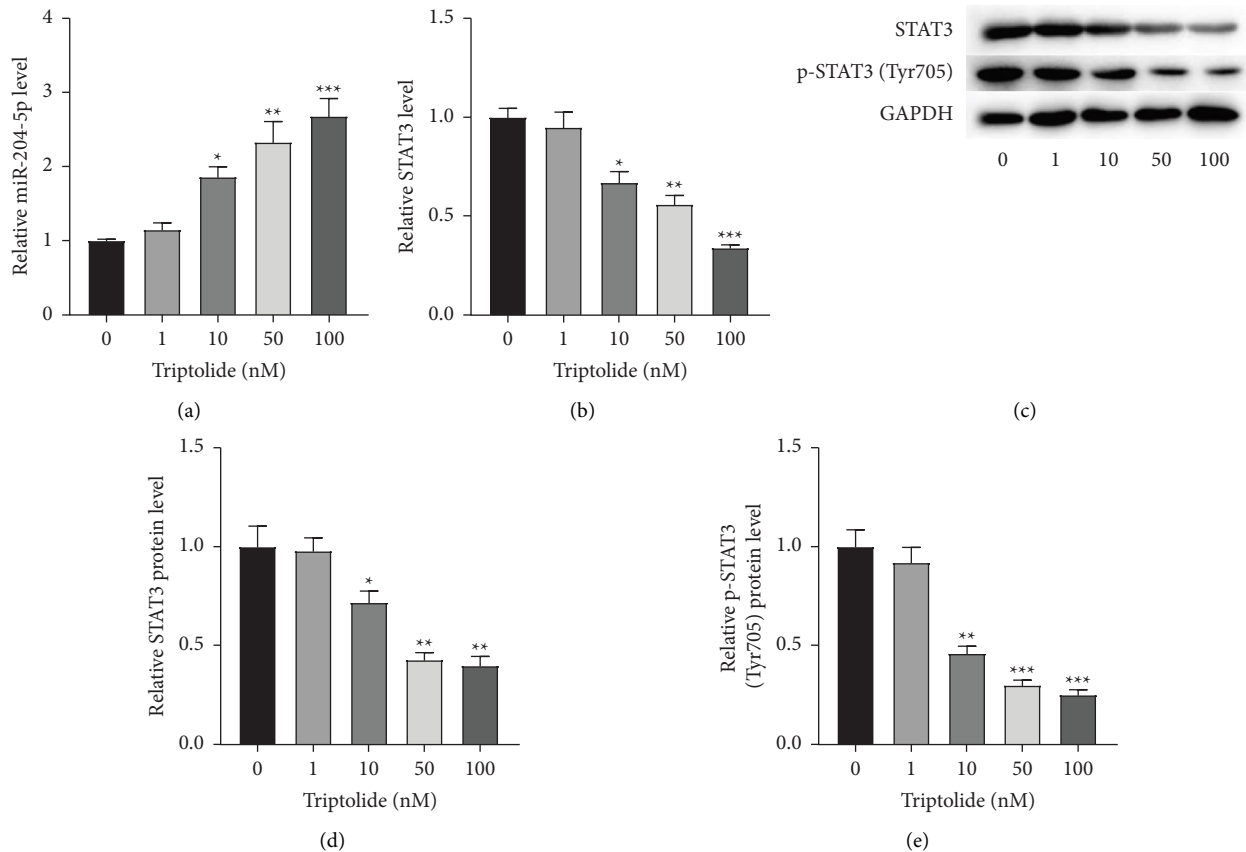 Relative miR-204-5p level
4
3
2
1
0
*
**
***
0 1 10 50 100
Triptolide (nM)
(a)
Relative STAT3 level
1.5
1.0
0.5
0.0
*
**
***
0 1 10 50 100
Triptolide (nM)
(b)
STAT3
p-STAT3 (Tyr705)
GAPDH
0 1 10 50 100
(c)
Relative STAT3 protein level
1.5
1.0
0.5
0.0
*
**
**
0 1 10 50 100
Triptolide (nM)
(d)
Relative p-STAT3
(Tyr705) protein level
1.5
1.0
0.5
0.0
**
***
***
0 1 10 50 100
Triptolide (nM)
(e)